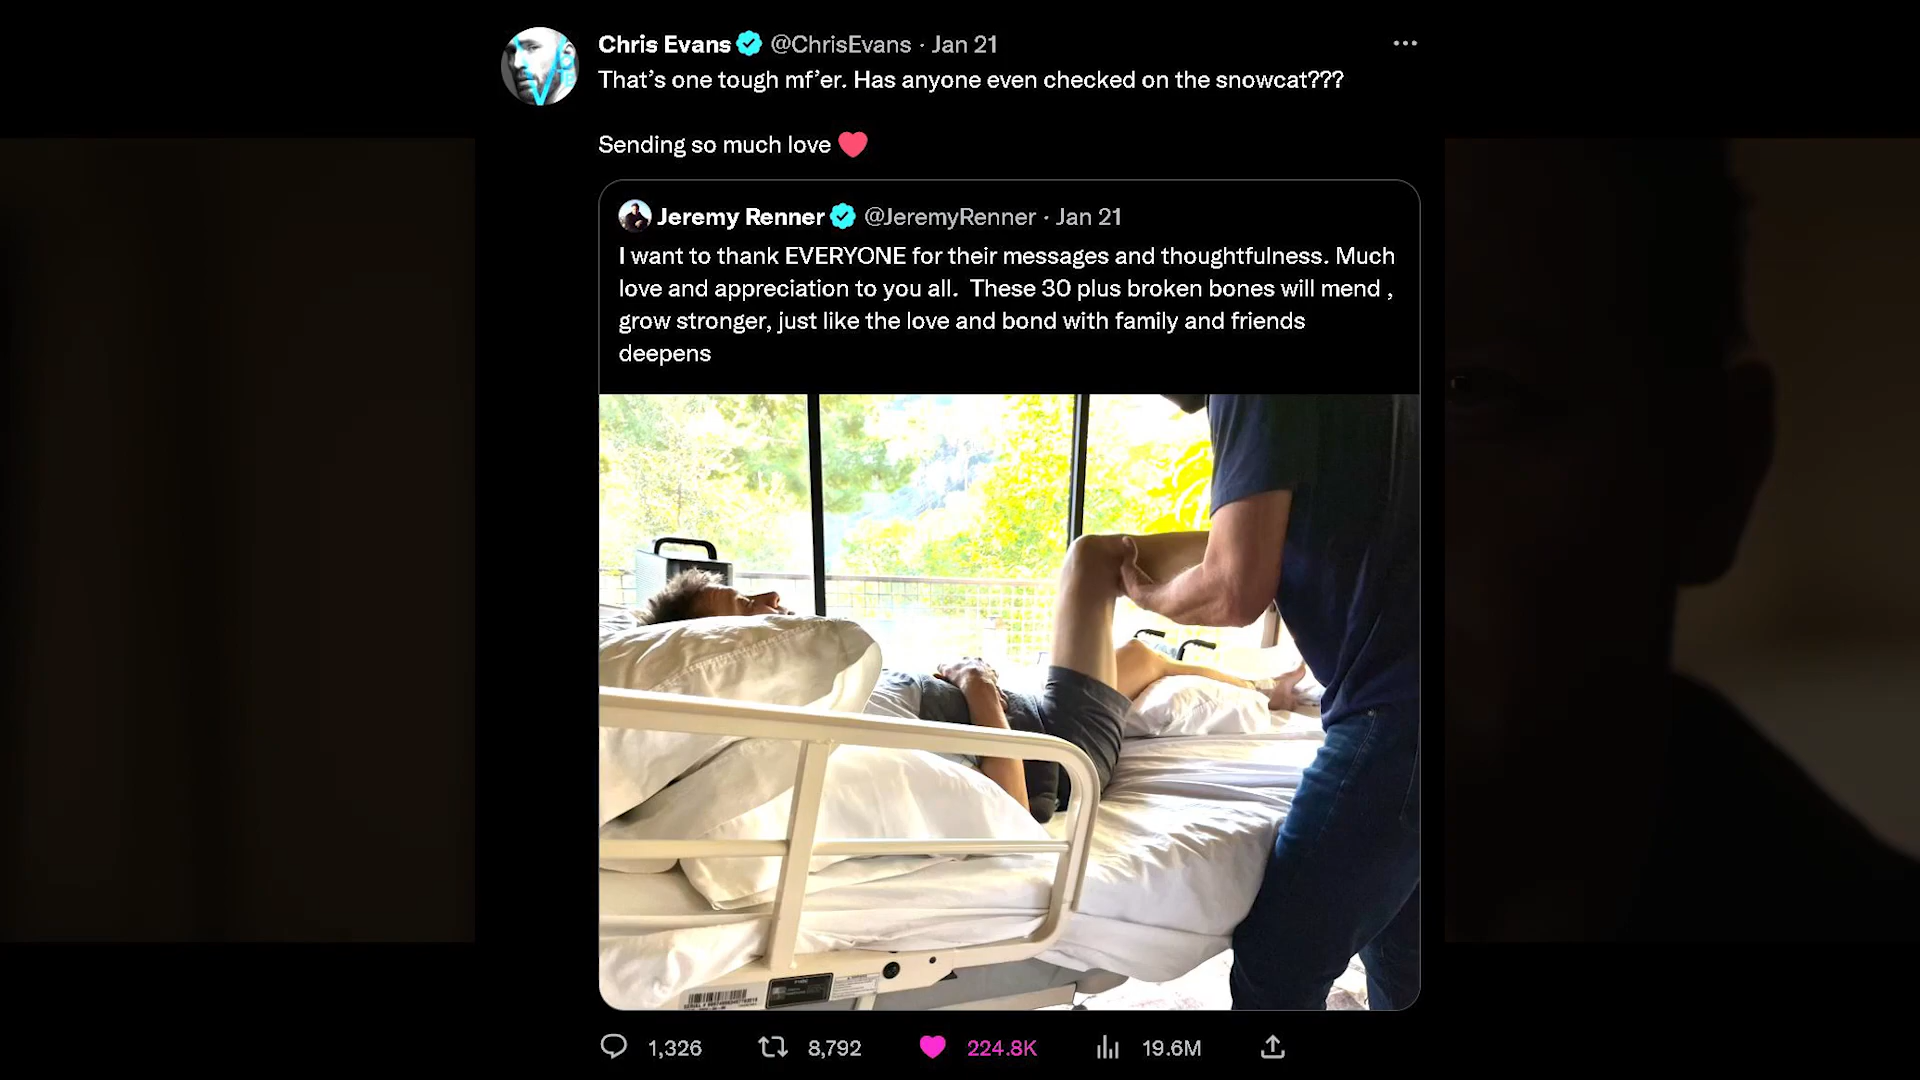 Chris Evans @ChrisEvans · Jan 21
That’s one tough mf’er. Has anyone even checked on the snowcat???
Sending so much love
Jeremy Renner @JeremyRenner · Jan 21
I want to thank EVERYONE for their messages and thoughtfulness. Much
love and appreciation to you all.  These 30 plus broken bones will mend ,
grow stronger, just like the love and bond with family and friends
deepens
1,326 8,792 224.8K 19.6M